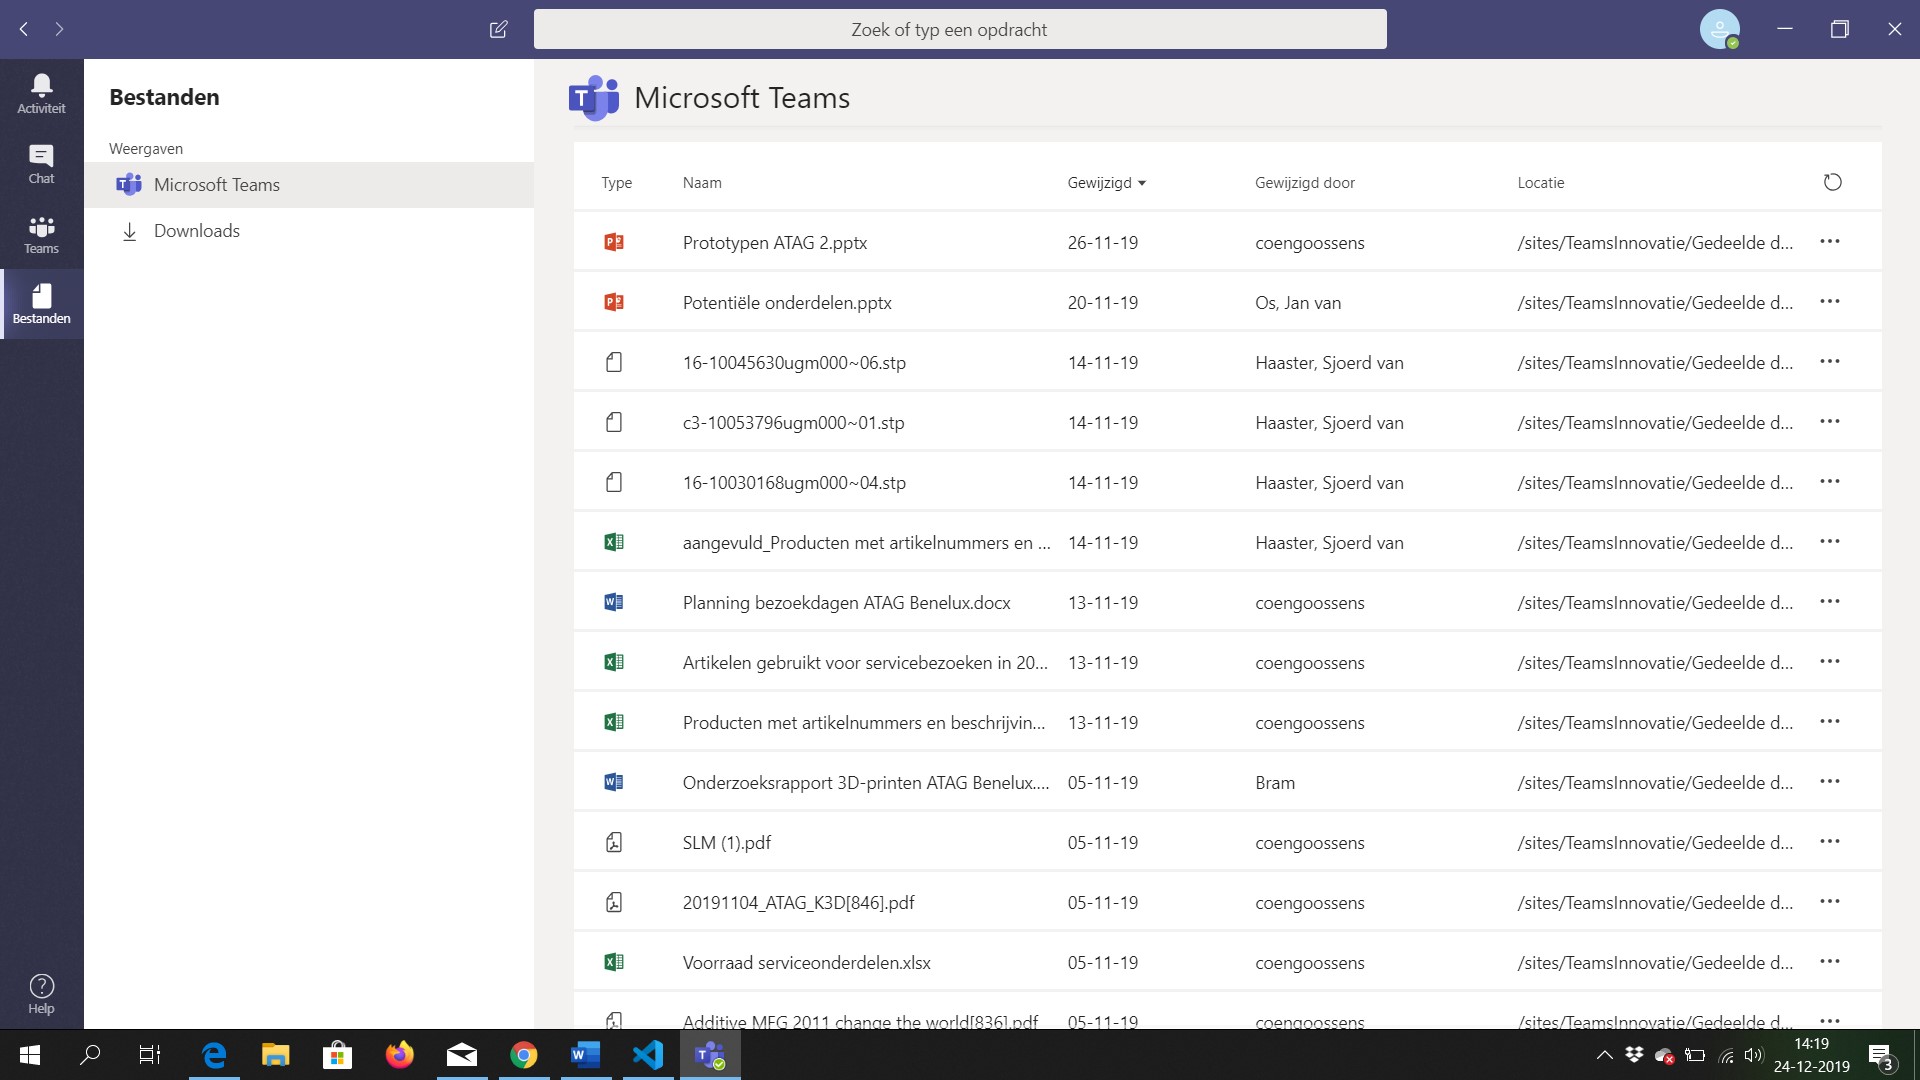 Zoek of typ een opdracht
Activiteit
Chat
Teams
Bestanden
Help
Bestanden
Weergaven
Microsoft Teams
Downloads
Microsoft Teams
Type Naam Gewijzigd Gewijzigd door Locatie
Prototypen ATAG 2.pptx 26-11-19 coengoossens /sites/TeamsInnovatie/Gedeelde d...
Potentiële onderdelen.pptx 20-11-19 Os, Jan van /sites/TeamsInnovatie/Gedeelde d...
16-10045630ugm000~06.stp 14-11-19 Haaster, Sjoerd van /sites/TeamsInnovatie/Gedeelde d...
c3-10053796ugm000~01.stp 14-11-19 Haaster, Sjoerd van /sites/TeamsInnovatie/Gedeelde d...
16-10030168ugm000~04.stp 14-11-19 Haaster, Sjoerd van /sites/TeamsInnovatie/Gedeelde d...
aangevuld_Producten met artikelnummers en ... 14-11-19 Haaster, Sjoerd van /sites/TeamsInnovatie/Gedeelde d...
Planning bezoekdagen ATAG Benelux.docx 13-11-19 coengoossens /sites/TeamsInnovatie/Gedeelde d...
Artikelen gebruikt voor servicebezoeken in 20... 13-11-19 coengoossens /sites/TeamsInnovatie/Gedeelde d...
Producten met artikelnummers en beschrijvin... 13-11-19 coengoossens /sites/TeamsInnovatie/Gedeelde d...
Onderzoeksrapport 3D-printen ATAG Benelux.... 05-11-19 Bram /sites/TeamsInnovatie/Gedeelde d...
SLM (1).pdf 05-11-19 coengoossens /sites/TeamsInnovatie/Gedeelde d...
20191104_ATAG_K3D[846].pdf 05-11-19 coengoossens /sites/TeamsInnovatie/Gedeelde d...
Voorraad serviceonderdelen.xlsx 05-11-19 coengoossens /sites/TeamsInnovatie/Gedeelde d...
Additive MFG 2011 change the world[836].pdf 05-11-19 coengoossens /sites/TeamsInnovatie/Gedeelde d...
14:19
24-12-2019
3